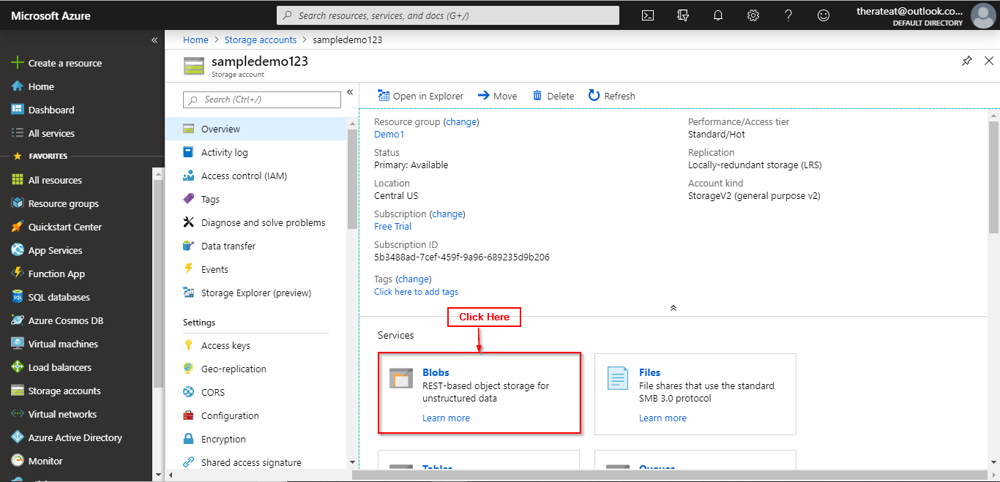 Microsoft Azure
Search resources, services, and docs (G+/)
therateat@outlook.co...
DEFAULT DIRECTORY
Create a resource
Home
Dashboard
All services
FAVORITES
All resources
Resource groups
Quickstart Center
App Services
Function App
SQL databases
Azure Cosmos DB
Virtual machines
Load balancers
Storage accounts
Virtual networks
Azure Active Directory
Monitor
Home > Storage accounts > sampledemo123
sampledemo123
Storage account
Search (Ctrl+/)
Overview
Activity log
Access control (IAM)
Tags
Diagnose and solve problems
Data transfer
Events
Storage Explorer (preview)
Settings
Access keys
Geo-replication
CORS
Configuration
Encryption
Shared access signature
Open in Explorer Move Delete Refresh
Resource group (change)
Demo1
Status
Primary: Available
Location
Central US
Subscription (change)
Free Trial
Subscription ID
5b3488ad-7cef-459f-9a96-689235d9b206
Tags (change)
Click here to add tags
Performance/Access tier
Standard/Hot
Replication
Locally-redundant storage (LRS)
Account kind
StorageV2 (general purpose v2)
Click Here
Services
Blobs
REST-based object storage for
unstructured data
Learn more
Files
File shares that use the standard
SMB 3.0 protocol
Learn more
Tables
Queues